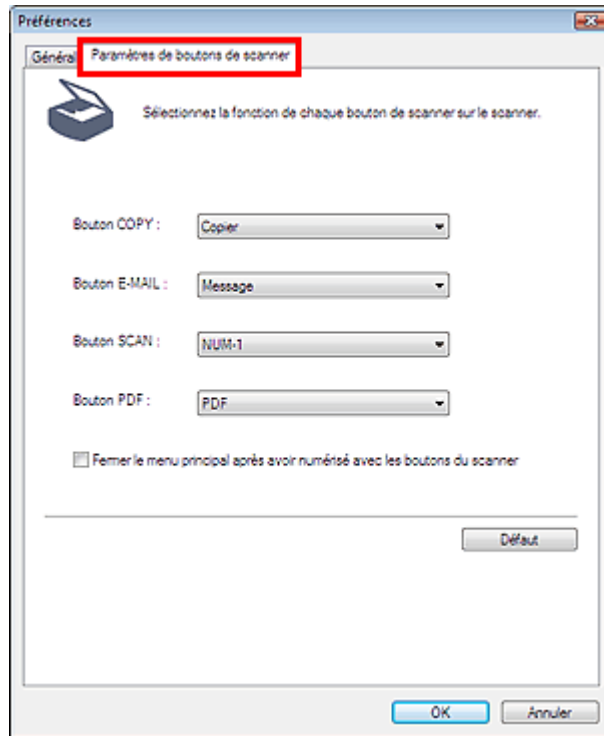 Préférences
Général Paramètres de boutons de scanner
Sélectionnez la fonction de chaque bouton de scanner sur le scanner.
Bouton COPY : Copier
Bouton E-MAIL : Message
Bouton SCAN : NUM-1
Bouton PDF : PDF
Fermer le menu principal après avoir numérisé avec les boutons du scanner
Défaut
OK Annuler